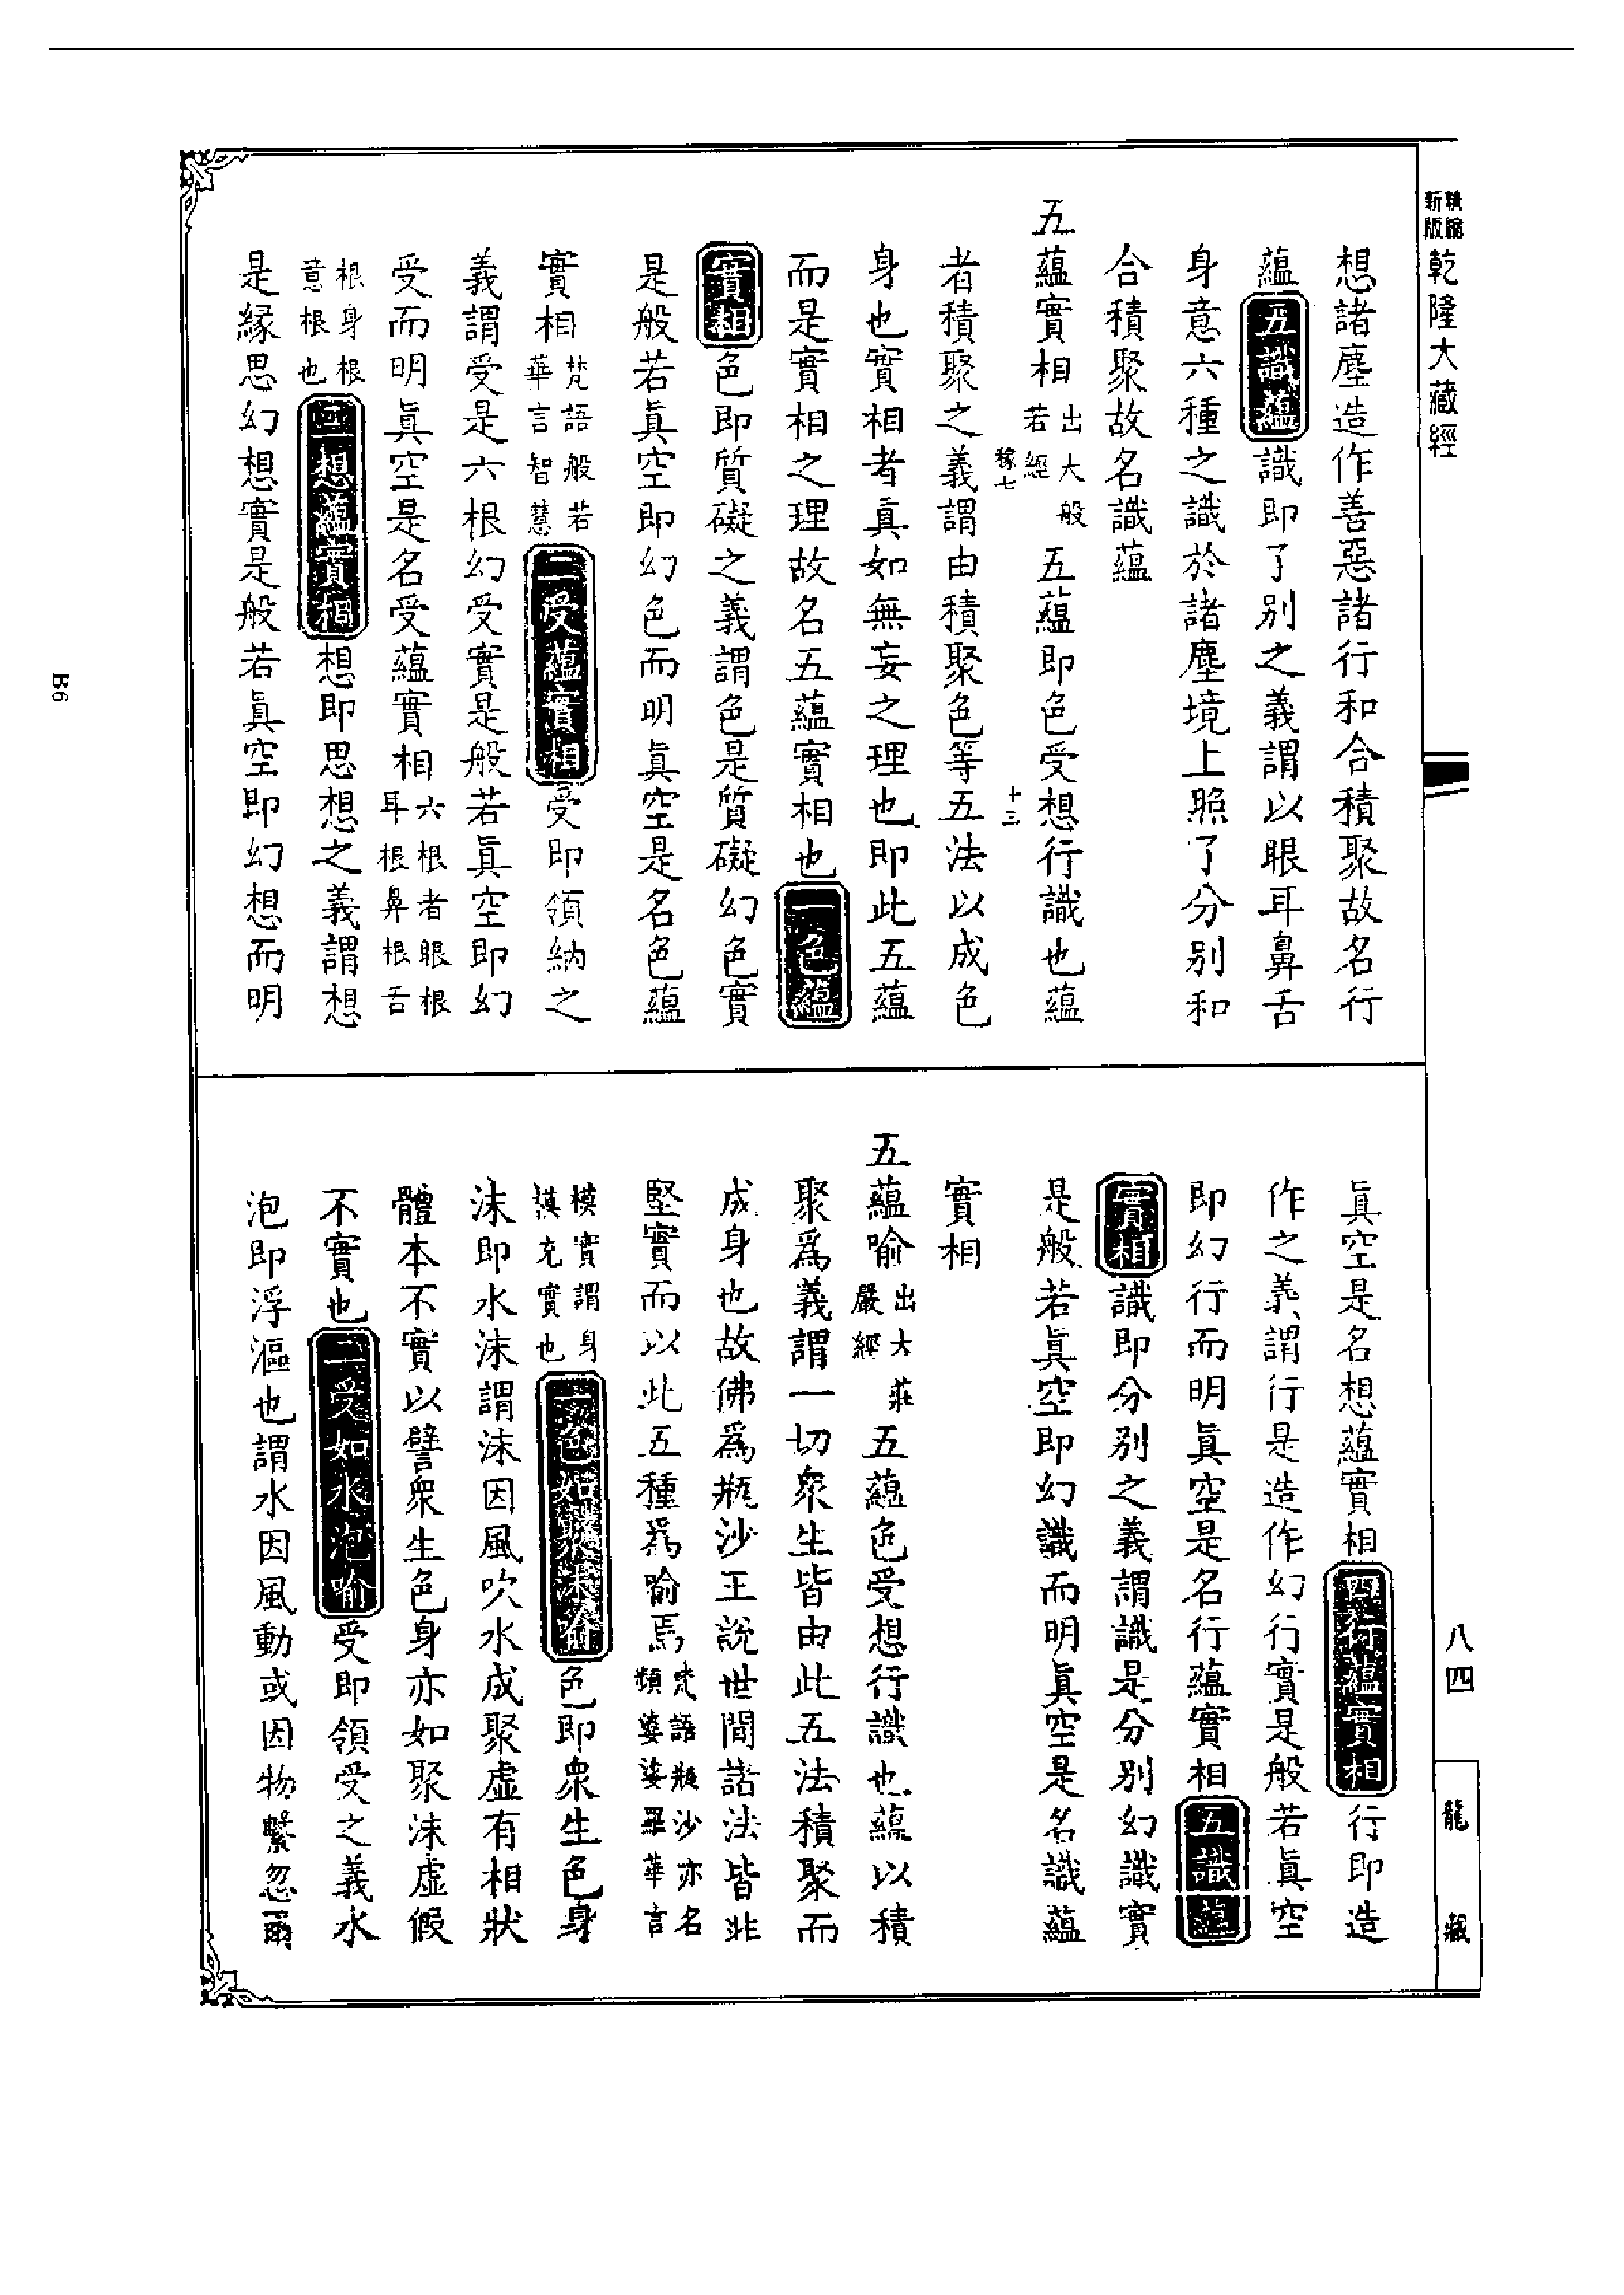 新版
乾隆大藏經
想諸塵造作善惡諸行和合積聚故名行
蘊五識蘊識即了別之義謂以眼耳鼻舌
身意六種之識於諸塵境上照了分別和
合積聚故名識蘊
五蘊實相出大般若經五蘊即色受想行識也蘊
稼七
十三
者積聚之義謂由積聚色等五法以成色
身也實相者真如無妄之理也即此五蘊
而是實相之理故名五蘊實相也一色蘊
實相色即質礙之義謂色是質礙幻色實
是般若眞空即幻色而明眞空是名色蘊
實相梵語般若華言智慧二受蘊實相受即領納之
義謂受是六根幻受實是般若眞空即幻
受而明眞空是名受蘊實相六根者眼根耳根鼻根舌
根身根意根也三想蘊實相想即思想之義謂想
是緣思幻想實是般若眞空即幻想而明
眞空是名想蘊實相四行蘊實相行即造
作之義謂行是造作幻行實是般若眞空
即幻行而明眞空是名行蘊實相五識蘊
實相識即分別之義謂識是分別幻識實
是般若眞空即幻識而明眞空是名識蘊
實相
五蘊喻出大莊嚴經五蘊色受想行識也蘊以積
聚爲義謂一切衆生皆由此五法積聚而
成身也故佛爲瓶沙王說世間諸法皆非
堅實而以此五種爲喻焉梵語瓶沙亦名頻婆娑羅華言
模實謂身模充實也一色如聚沫喻色即衆生色身
沫即水沫謂沫因風吹水成聚虛有相狀
體本不實以譬衆生色身亦如聚沫虛假
不實也二受如水泡喻受即領受之義水
泡即浮漚也謂水因風動或因物繫忽爾
八四
龍藏
B6